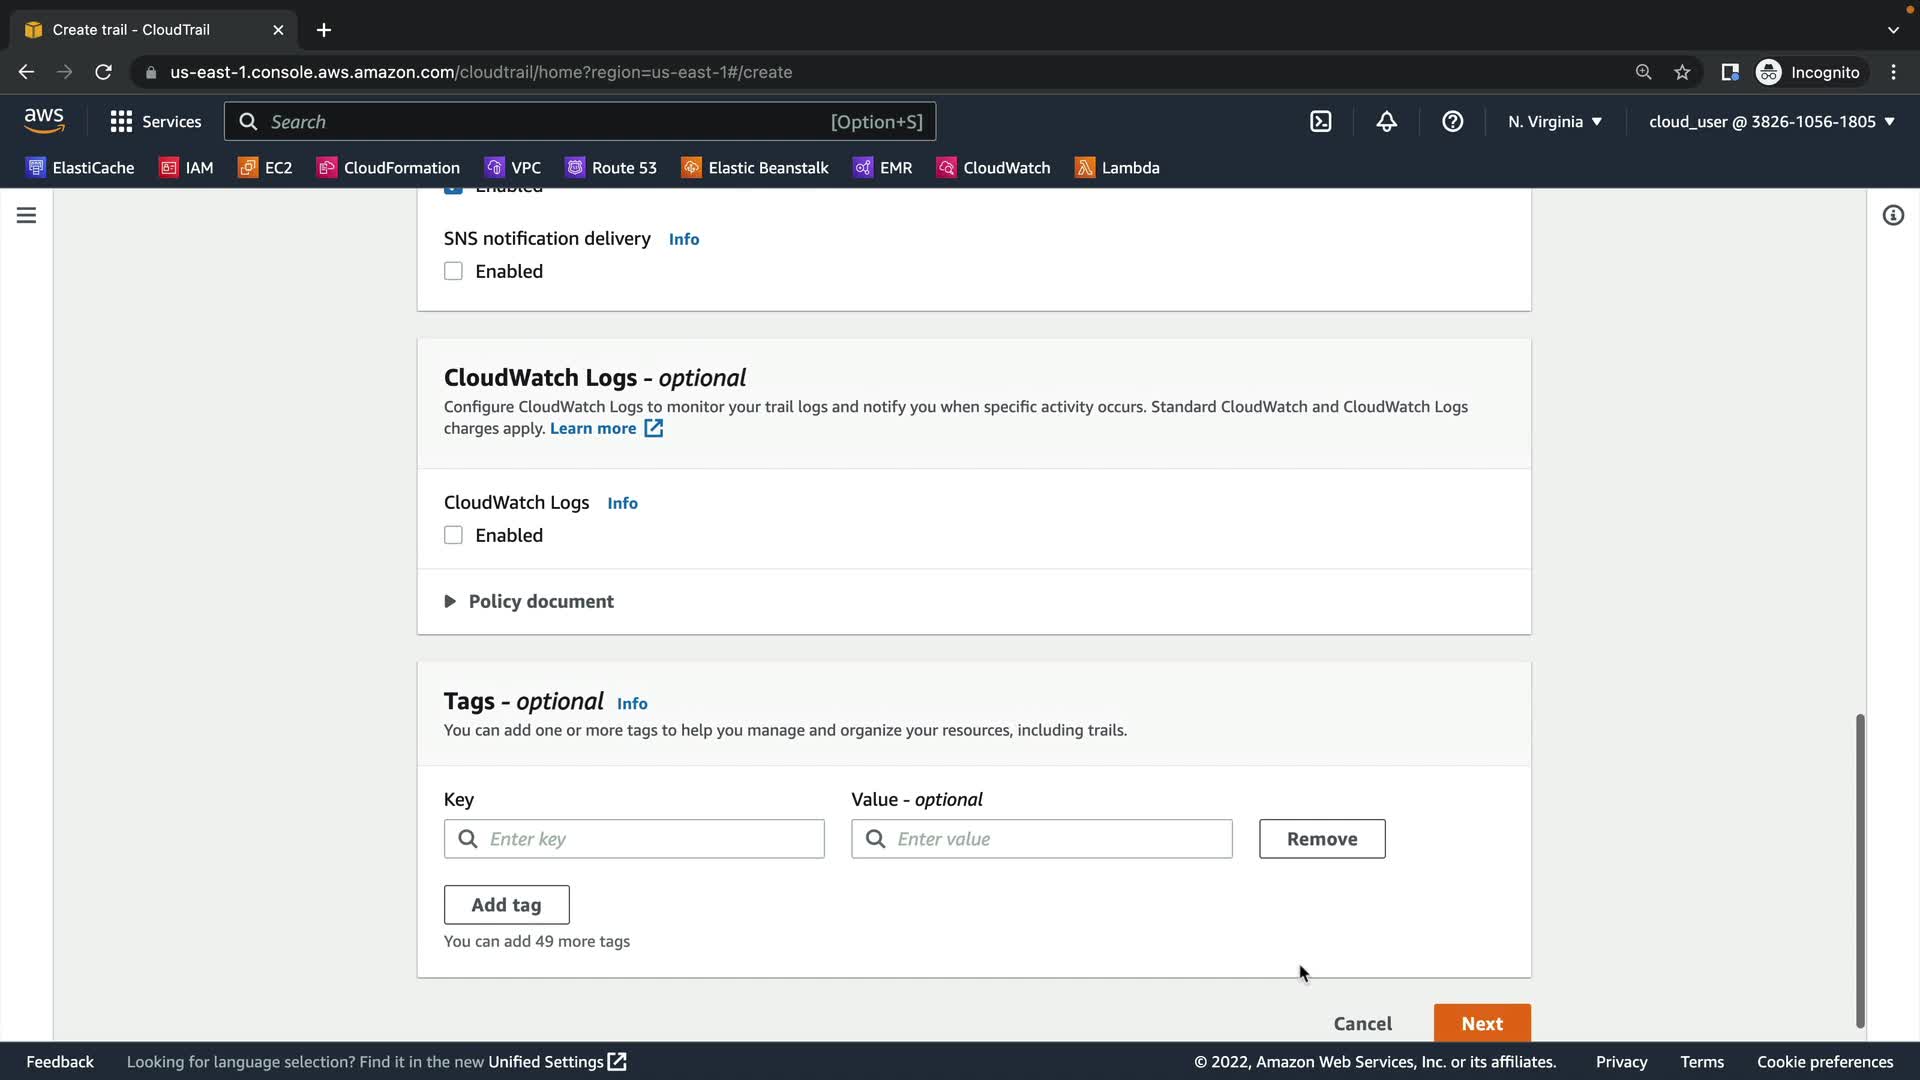 Create trail - CloudTrail
us-east-1.console.aws.amazon.com/cloudtrail/home?region=us-east-1#/create
Incognito
aws
Services
Search
[Option+S]
N. Virginia
cloud_user @ 3826-1056-1805
ElastiCache
IAM
EC2
CloudFormation
VPC
Route 53
Elastic Beanstalk
EMR
CloudWatch
Lambda
Enabled
SNS notification delivery Info
Enabled
CloudWatch Logs - optional
Configure CloudWatch Logs to monitor your trail logs and notify you when specific activity occurs. Standard CloudWatch and CloudWatch Logs
charges apply. Learn more
CloudWatch Logs Info
Enabled
Policy document
Tags - optional Info
You can add one or more tags to help you manage and organize your resources, including trails.
Key
Value - optional
Enter key
Enter value
Remove
Add tag
You can add 49 more tags
Cancel
Next
Feedback
Looking for language selection? Find it in the new Unified Settings
© 2022, Amazon Web Services, Inc. or its affiliates.
Privacy
Terms
Cookie preferences